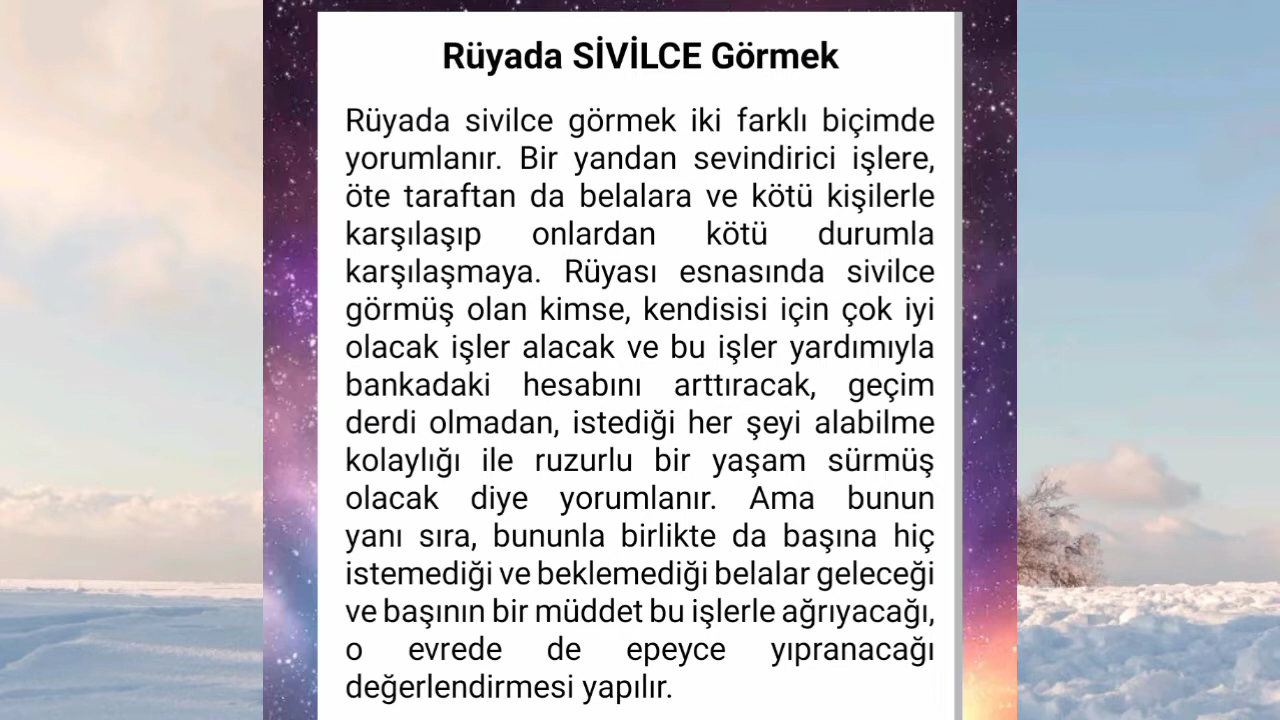 Rüyada SİVİLCE Görmek
Rüyada sivilce görmek iki farklı biçimde
yorumlanır. Bir yandan sevindirici işlere,
öte taraftan da belalara ve kötü kişilerle
karşılaşıp onlardan kötü durumla
karşılaşmaya. Rüyası esnasında sivilce
görmüş olan kimse, kendisisi için çok iyi
olacak işler alacak ve bu işler yardımıyla
bankadaki hesabını arttıracak, geçim
derdi olmadan, istediği her şeyi alabilme
kolaylığı ile ruzurlu bir yaşam sürmüş
olacak diye yorumlanır. Ama bunun
yanı sıra, bununla birlikte da başına hiç
istemediği ve beklemediği belalar geleceği
ve başının bir müddet bu işlerle ağrıyacağı,
o evrede de epeyce yıpranacağı
değerlendirmesi yapılır.